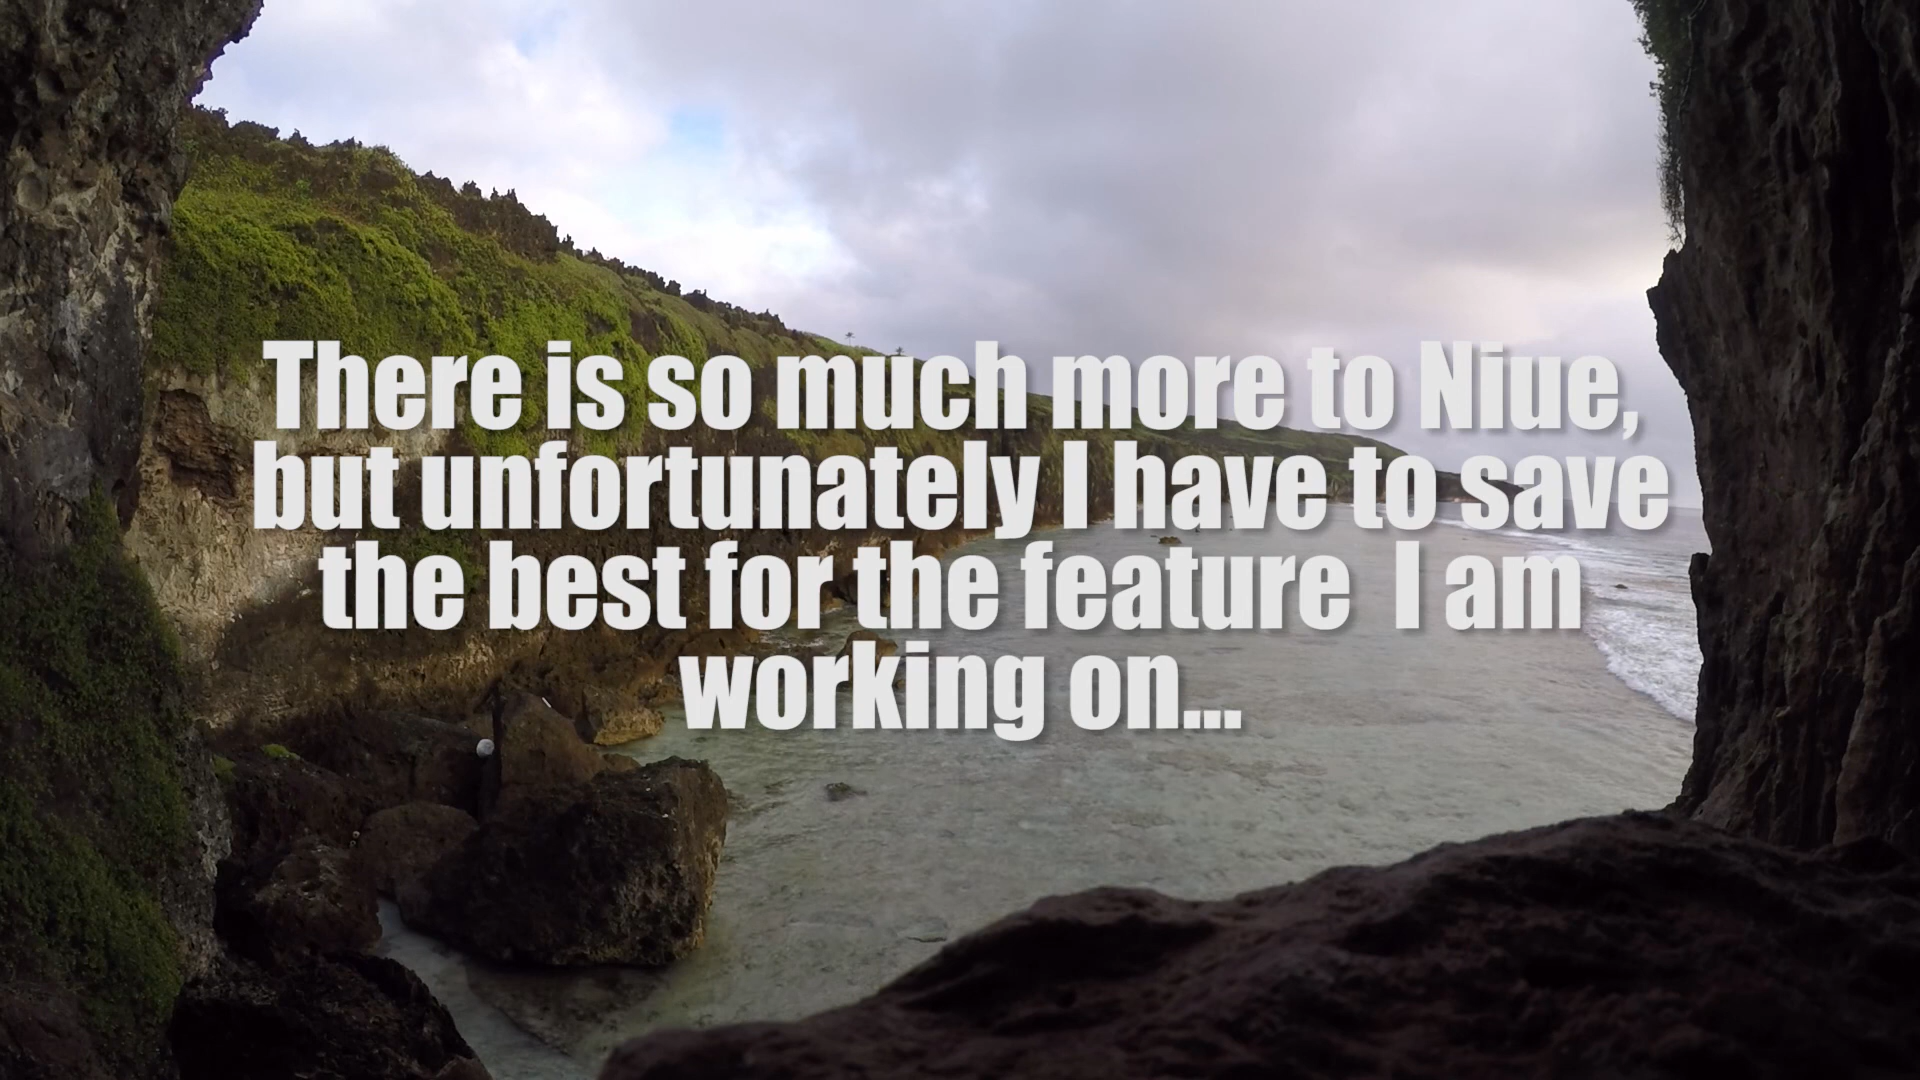 There is so much more to Niue,
but unfortunately I have to save
the best for the feature  I am
working on...